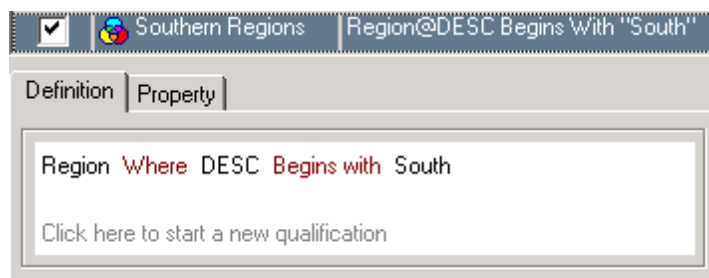 Southern Regions Region@DESC Begins With "South"
Definition Property
Region Where DESC Begins with South
Click here to start a new qualification